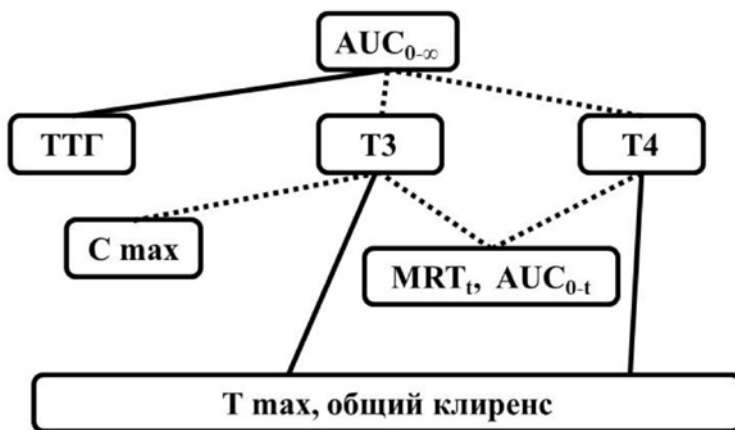 AUC₀₋∞
ТТГ
Т3
Т4
C max
MRTₜ, AUC₀₋ₜ
T max, общий клиренс